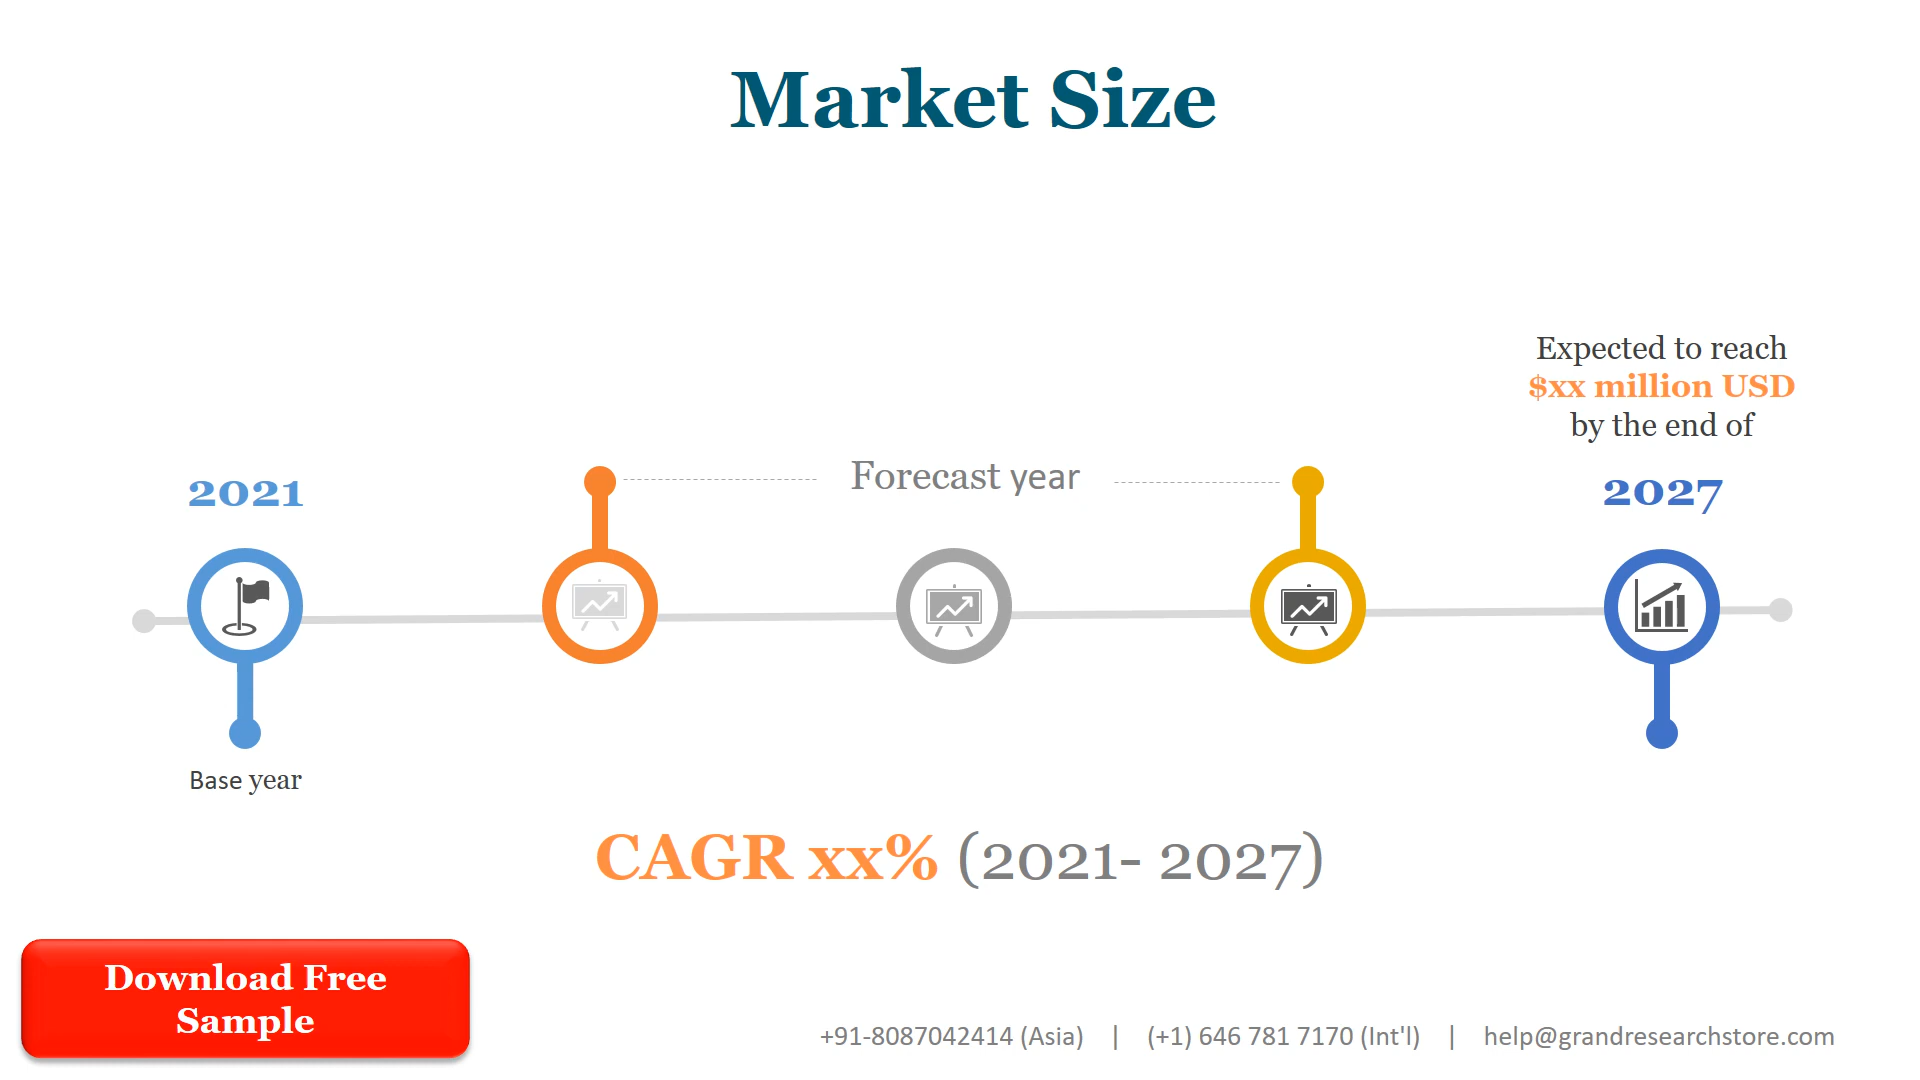 Market Size
Expected to reach
$xx million USD
by the end of
2021
Forecast year
2027
Base year
CAGR xx% (2021- 2027)
Download Free
Sample
+91-8087042414 (Asia) | (+1) 646 781 7170 (Int'l) | help@grandresearchstore.com